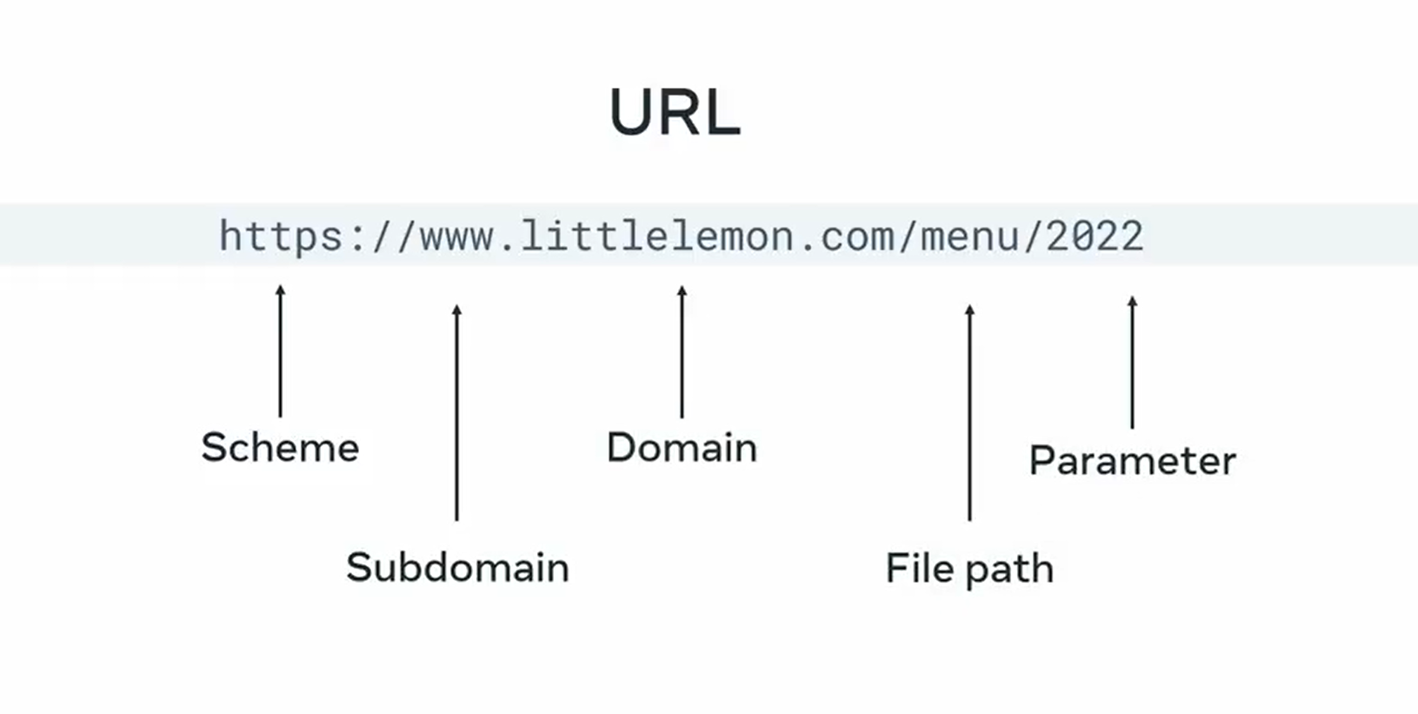 URL
https://www.littlelemon.com/menu/2022
Scheme
Domain
Parameter
Subdomain
File path